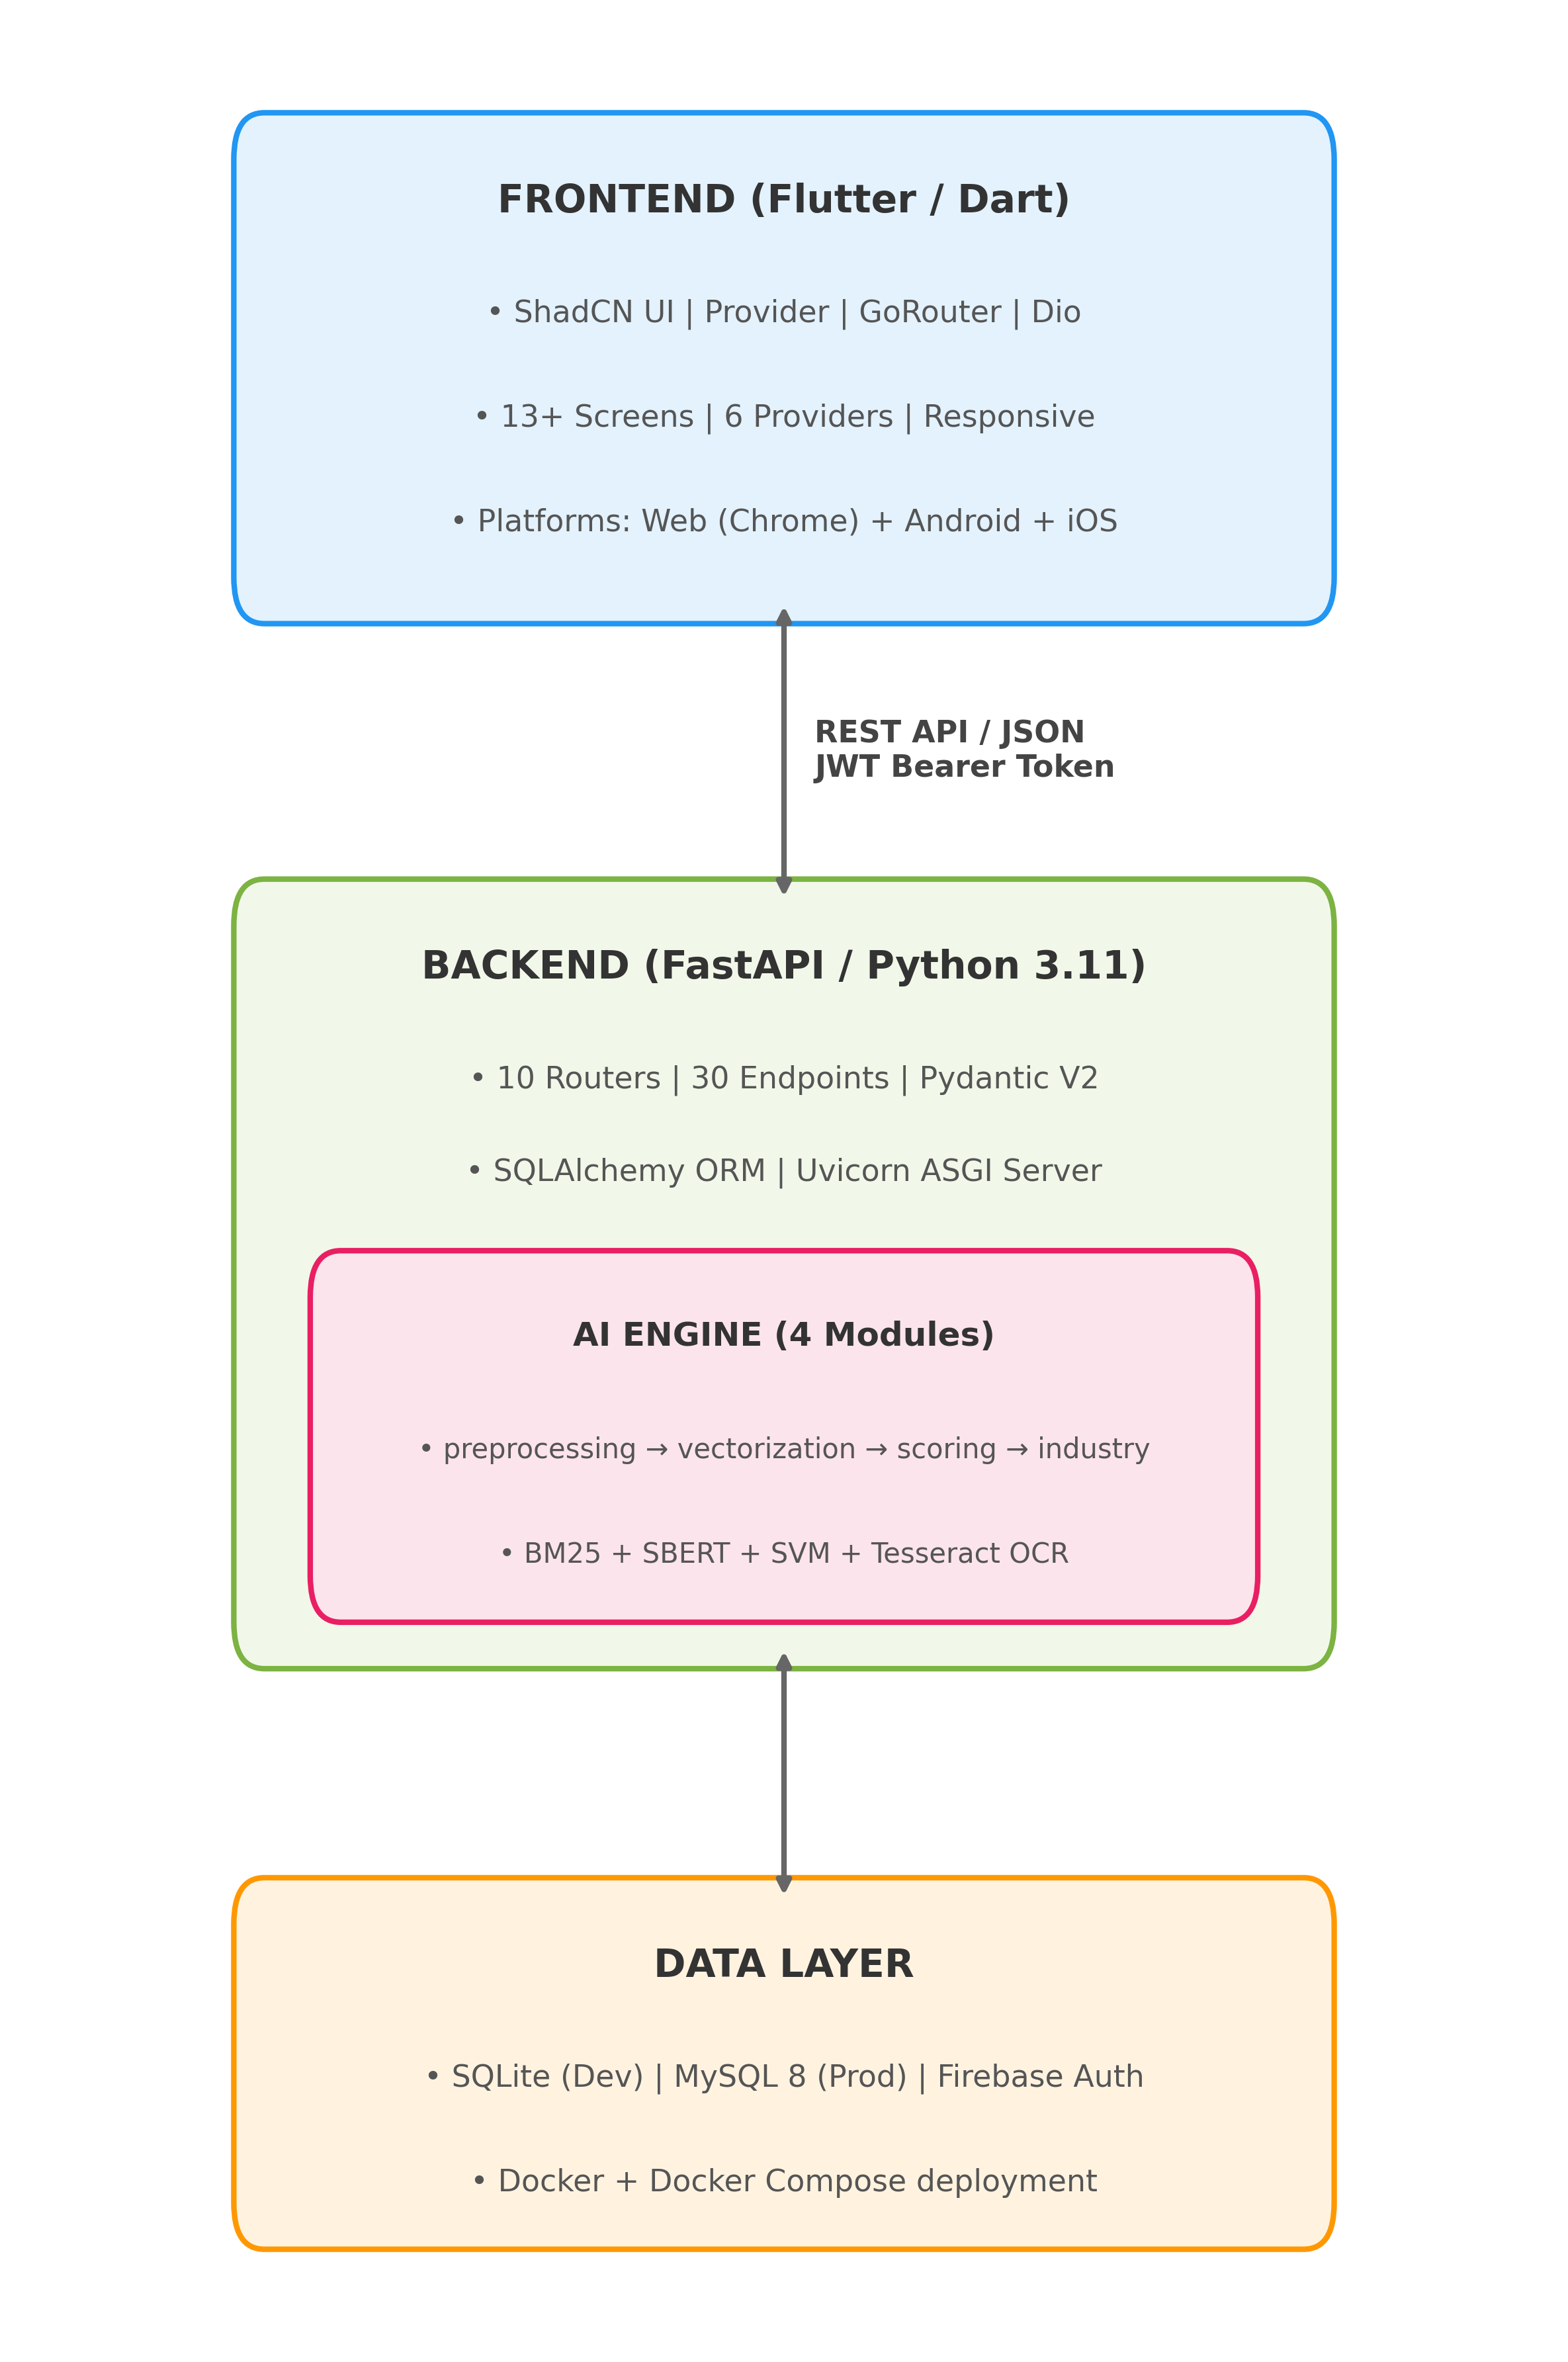 FRONTEND (Flutter / Dart)
• ShadCN UI | Provider | GoRouter | Dio
• 13+ Screens | 6 Providers | Responsive
• Platforms: Web (Chrome) + Android + iOS
REST API / JSON
JWT Bearer Token
BACKEND (FastAPI / Python 3.11)
• 10 Routers | 30 Endpoints | Pydantic V2
• SQLAlchemy ORM | Uvicorn ASGI Server
AI ENGINE (4 Modules)
• preprocessing → vectorization → scoring → industry
• BM25 + SBERT + SVM + Tesseract OCR
DATA LAYER
• SQLite (Dev) | MySQL 8 (Prod) | Firebase Auth
• Docker + Docker Compose deployment